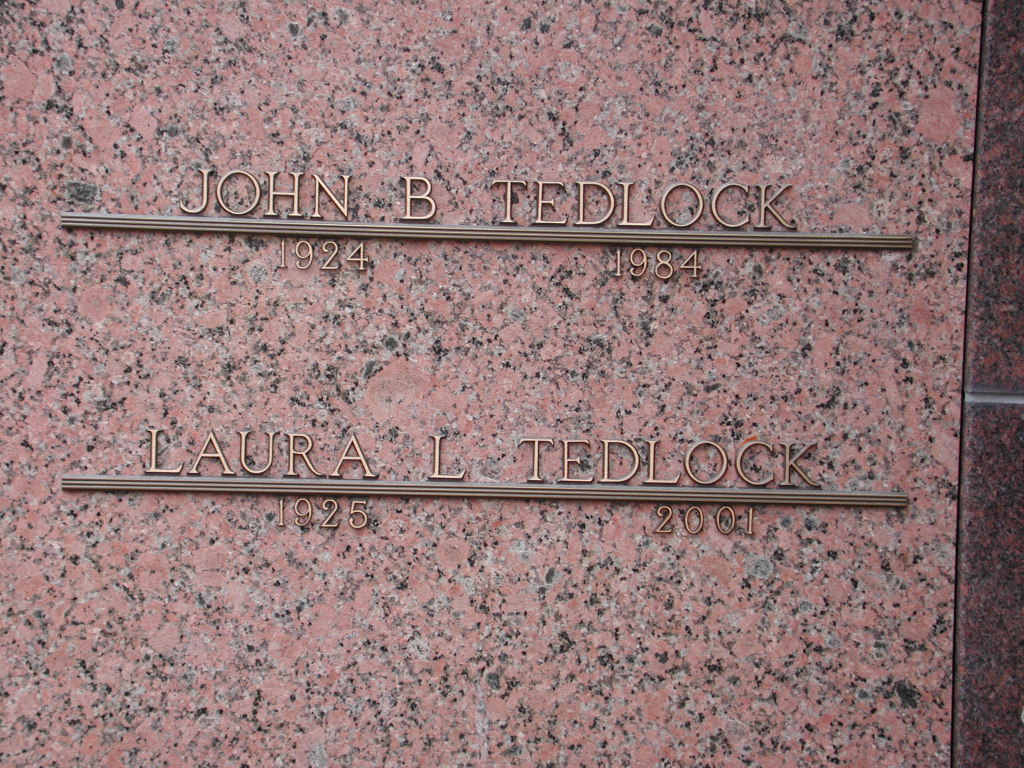 JOHN B TEDLOCK
1924 1984
LAURA L TEDLOCK
1925 2001